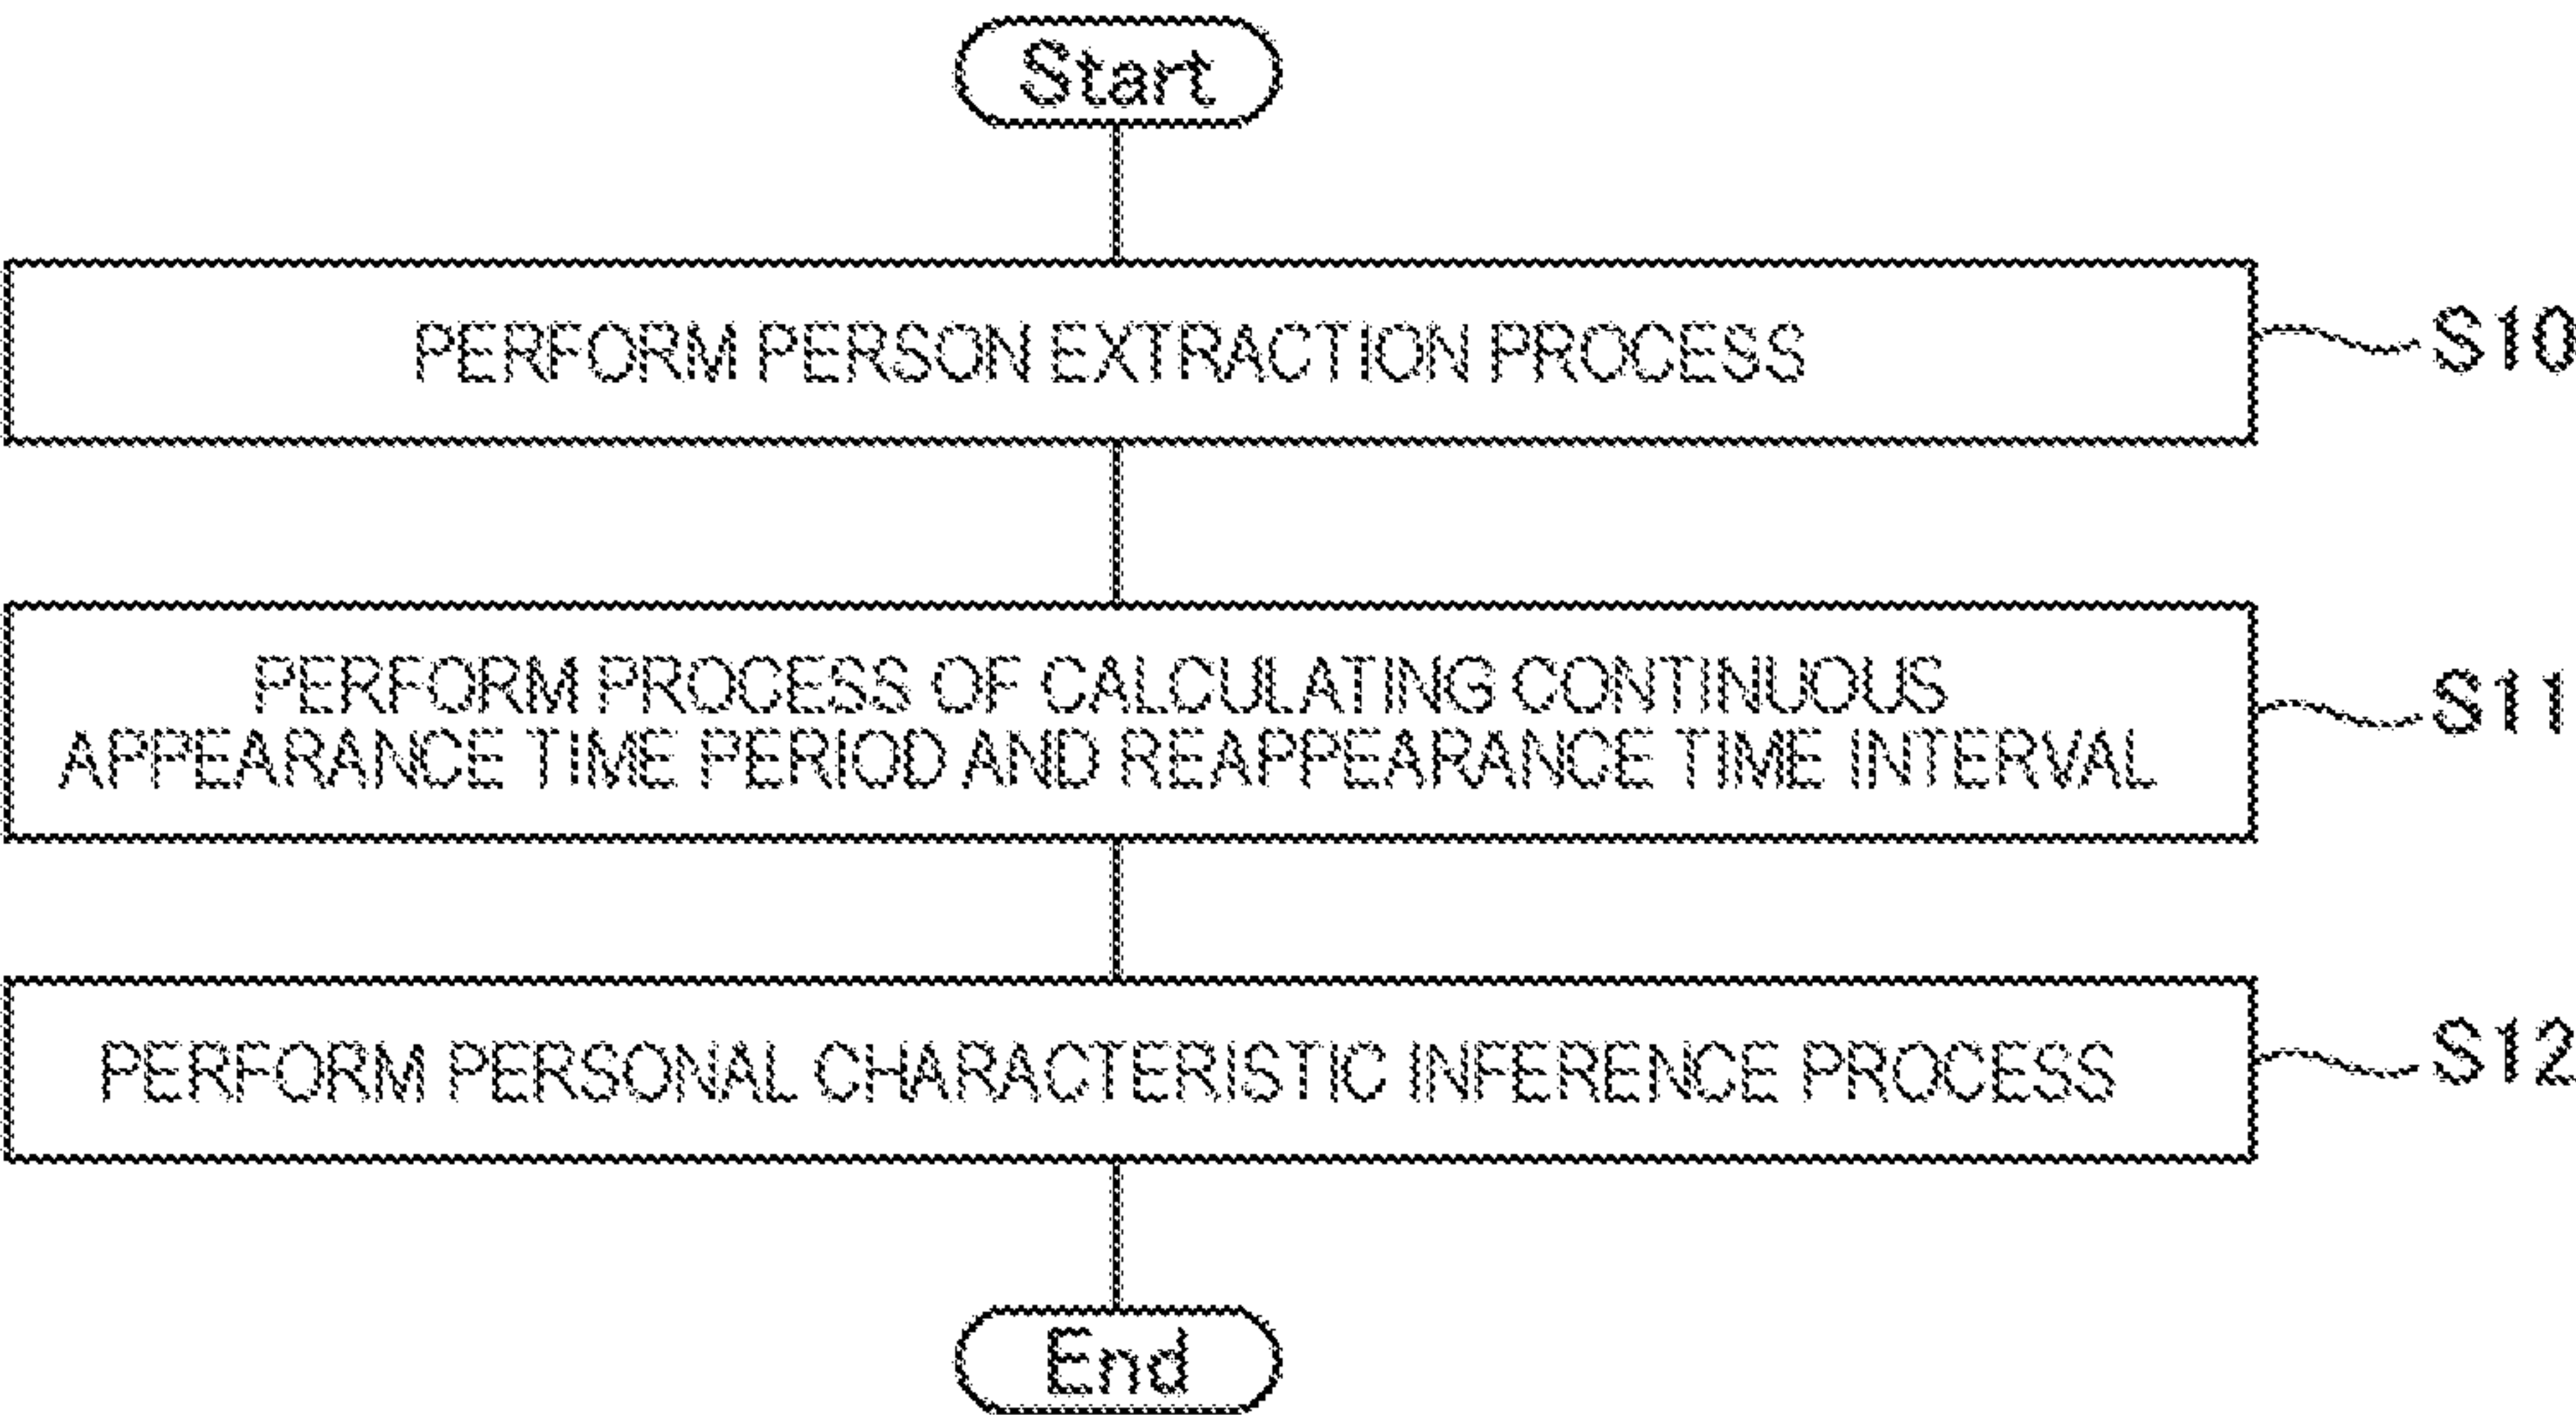 Start
PERFORM PERSON EXTRACTION PROCESS
S10
PERFORM PROCESS OF CALCULATING CONTINUOUS
APPEARANCE TIME PERIOD AND REAPPEARANCE TIME INTERVAL
S11
PERFORM PERSONAL CHARACTERISTIC INFERENCE PROCESS
S12
End